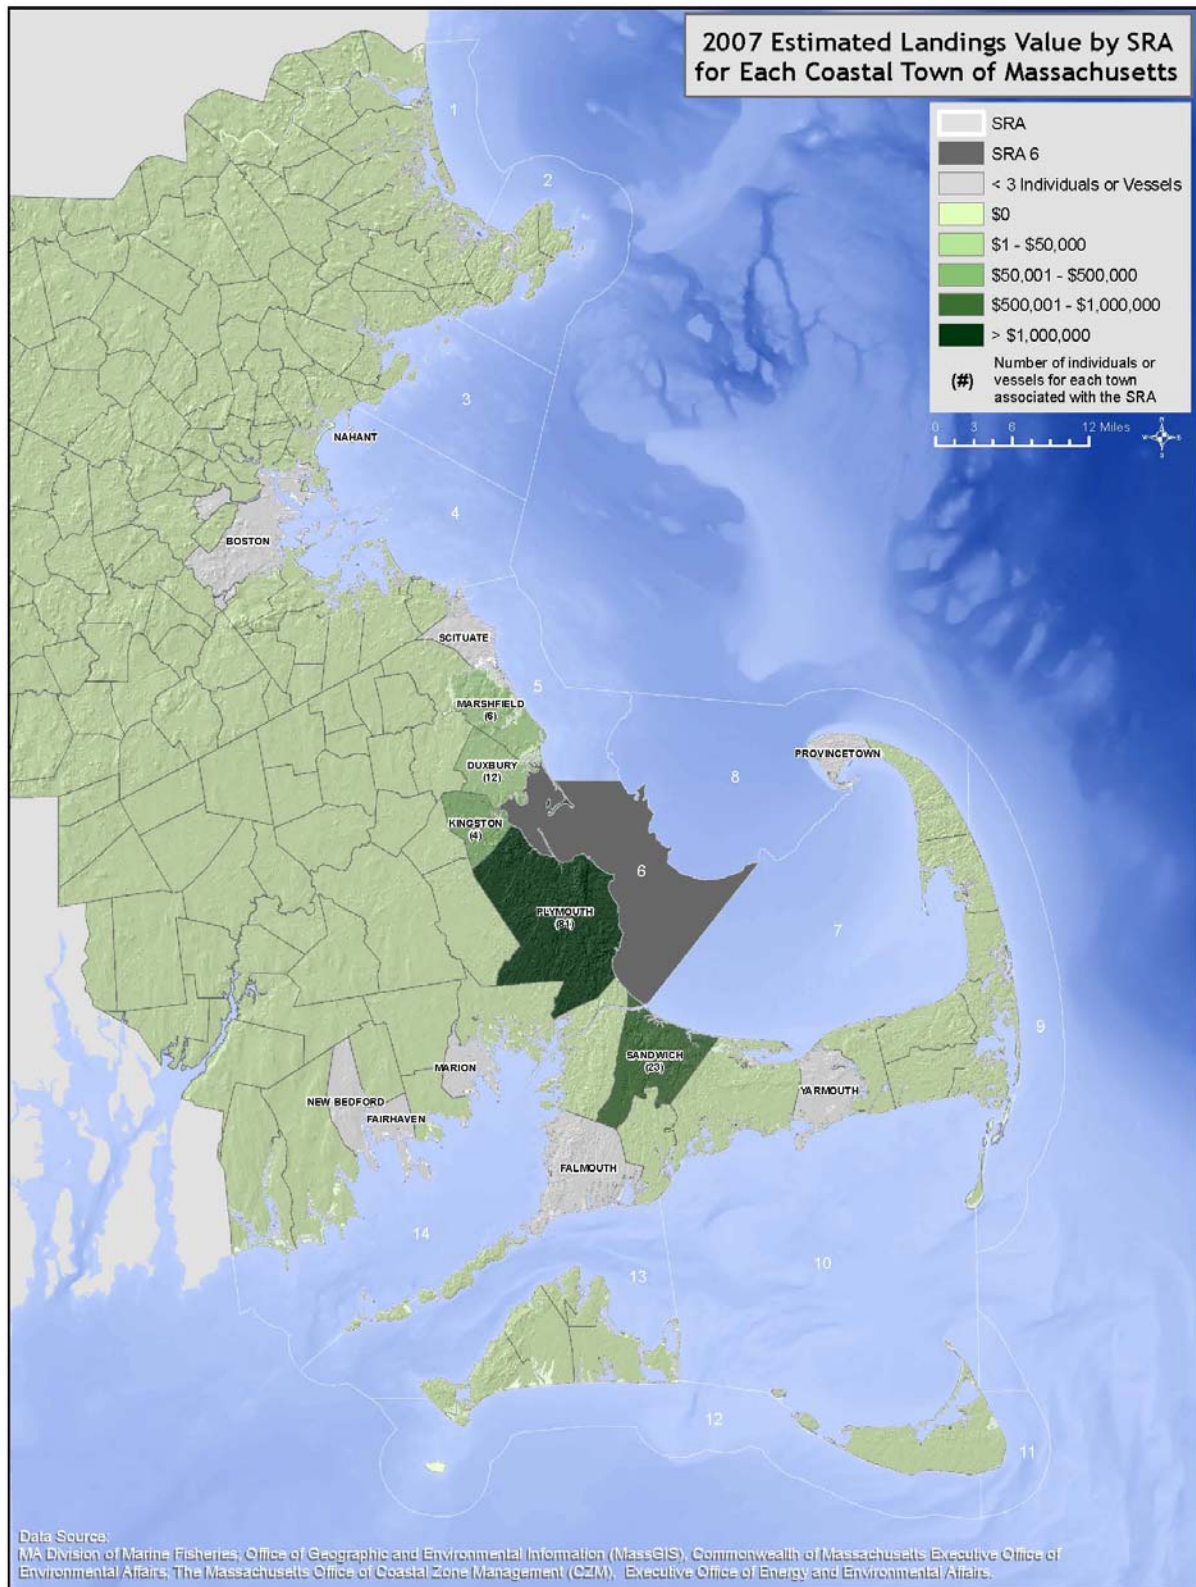 2007 Estimated Landings Value by SRA
for Each Coastal Town of Massachusetts
SRA
SRA 6
< 3 Individuals or Vessels
$0
$1 - $50,000
$50,001 - $500,000
$500,001 - $1,000,000
> $1,000,000
(#)
Number of individuals or
vessels for each town
associated with the SRA
0 3 6 12 Miles
N
W E
S
1
2
3
NAHANT
4
BOSTON
SCITUATE
5
MARSHFIELD
(6)
PROVINCETOWN
DUXBURY
(12)
8
KINGSTON
(4)
6
PLYMOUTH
(81)
7
9
SANDWICH
(23)
MARION
YARMOUTH
NEW BEDFORD
FAIRHAVEN
FALMOUTH
14
10
13
12
11
Data Source:
MA Division of Marine Fisheries, Office of Geographic and Environmental Information (MassGIS), Commonwealth of Massachusetts Executive Office of
Environmental Affairs, The Massachusetts Office of Coastal Zone Management (CZM), Executive Office of Energy and Environmental Affairs.